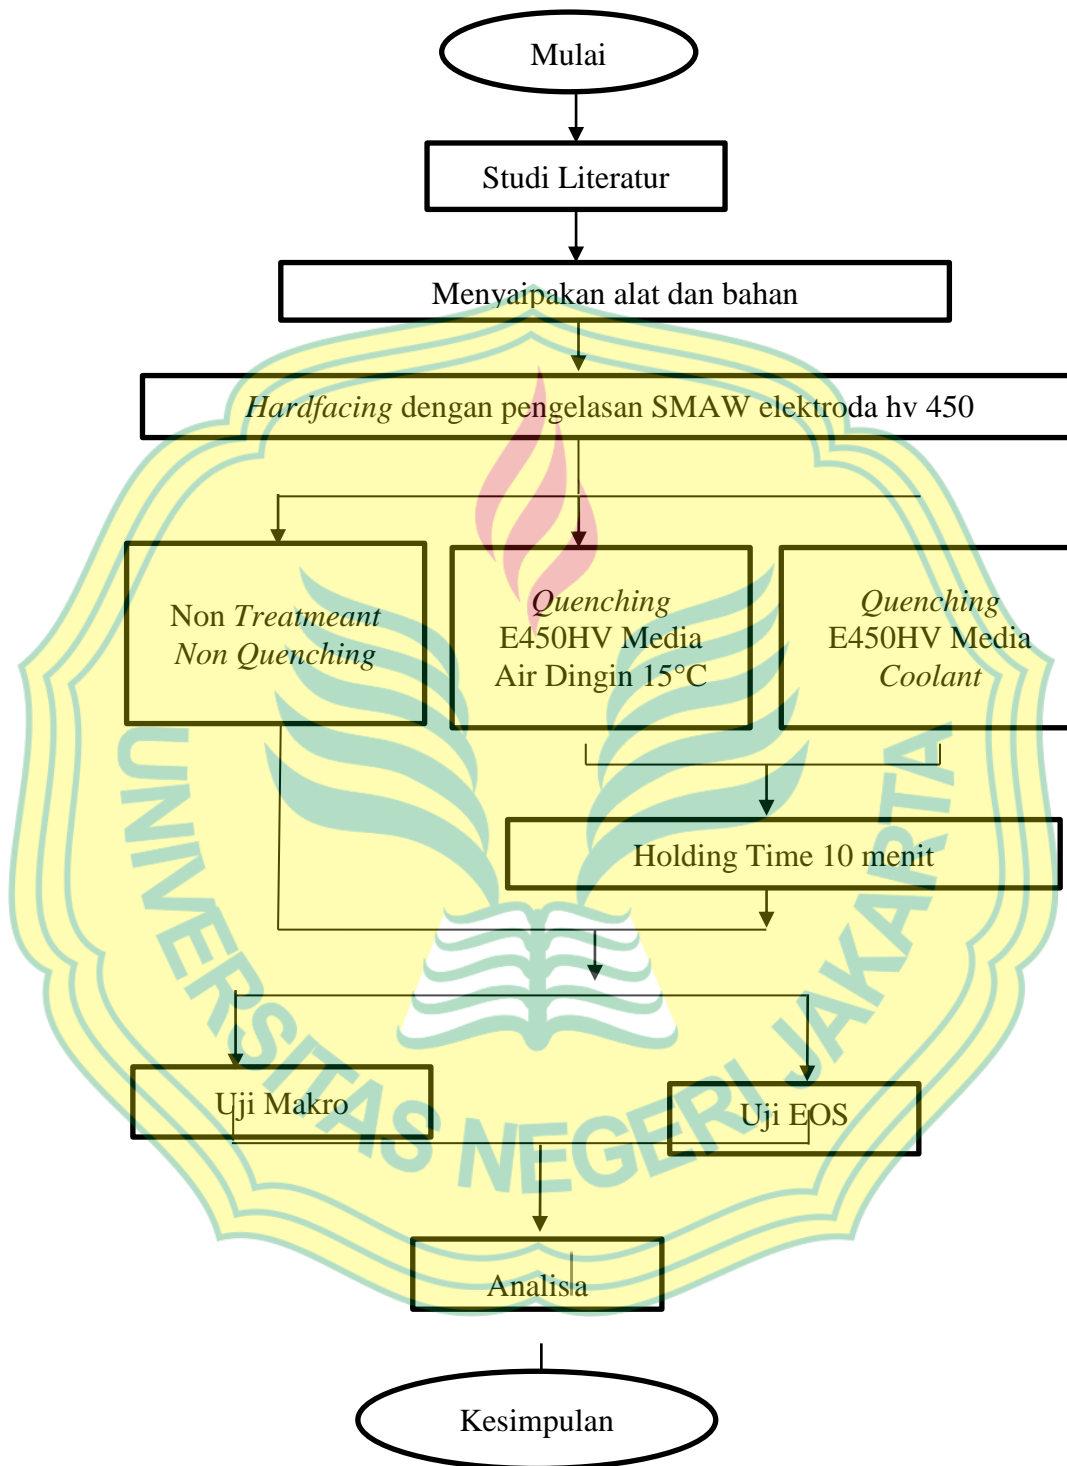 Mulai
Studi Literatur
Menyaipakan alat dan bahan
Hardfacing dengan pengelasan SMAW elektroda hv 450
Non Treatmeant
Non Quenching
Quenching
E450HV Media
Air Dingin 15°C
Quenching
E450HV Media
Coolant
Holding Time 10 menit
Uji Makro
Uji EOS
Analisa
Kesimpulan
UNIVERSITAS NEGERI JAKARTA